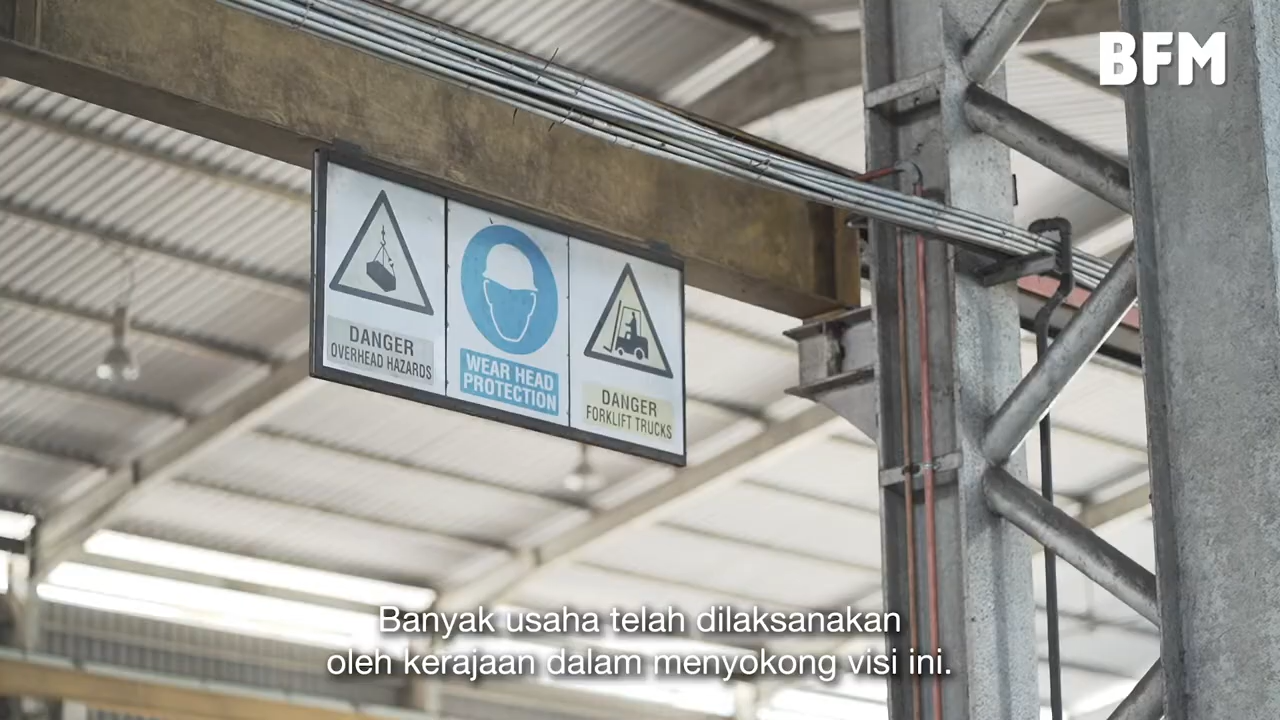 BFM
DANGER
OVERHEAD HAZARDS
WEAR HEAD
PROTECTION
DANGER
FORKLIFT TRUCKS
Banyak usaha telah dilaksanakan
oleh kerajaan dalam menyokong visi ini.